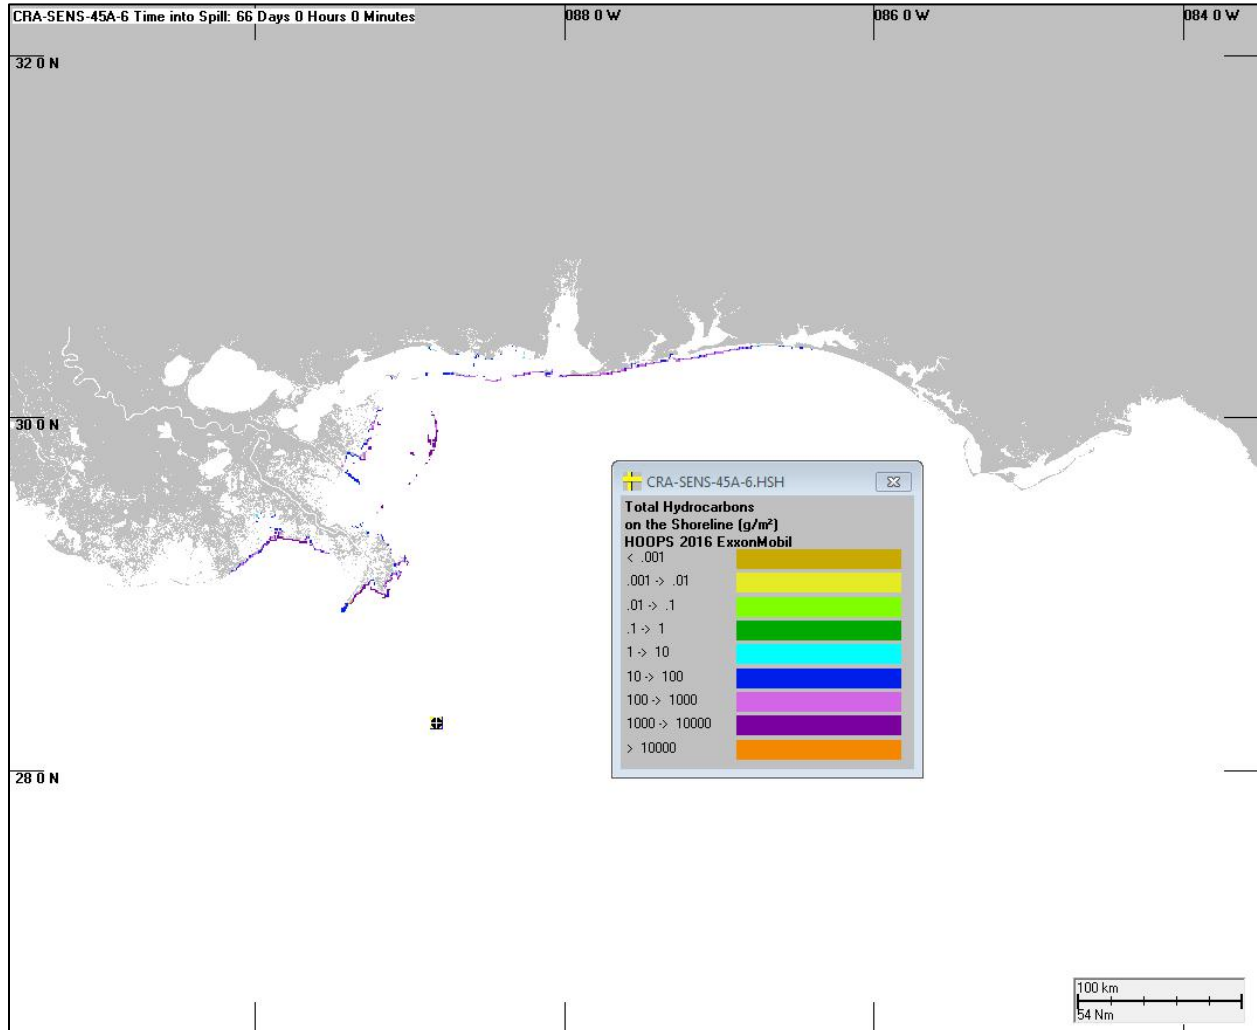 CRA-SENS-45A-6 Time into Spill: 66 Days 0 Hours 0 Minutes
088 0 W
086 0 W
084 0 W
32 0 N
30 0 N
28 0 N
CRA-SENS-45A-6.HSH
Total Hydrocarbons
on the Shoreline (g/m²)
HOOPS 2016 ExxonMobil
< .001
.001 -> .01
.01 -> .1
.1 -> 1
1 -> 10
10 -> 100
100 -> 1000
1000 -> 10000
> 10000
100 km
54 Nm